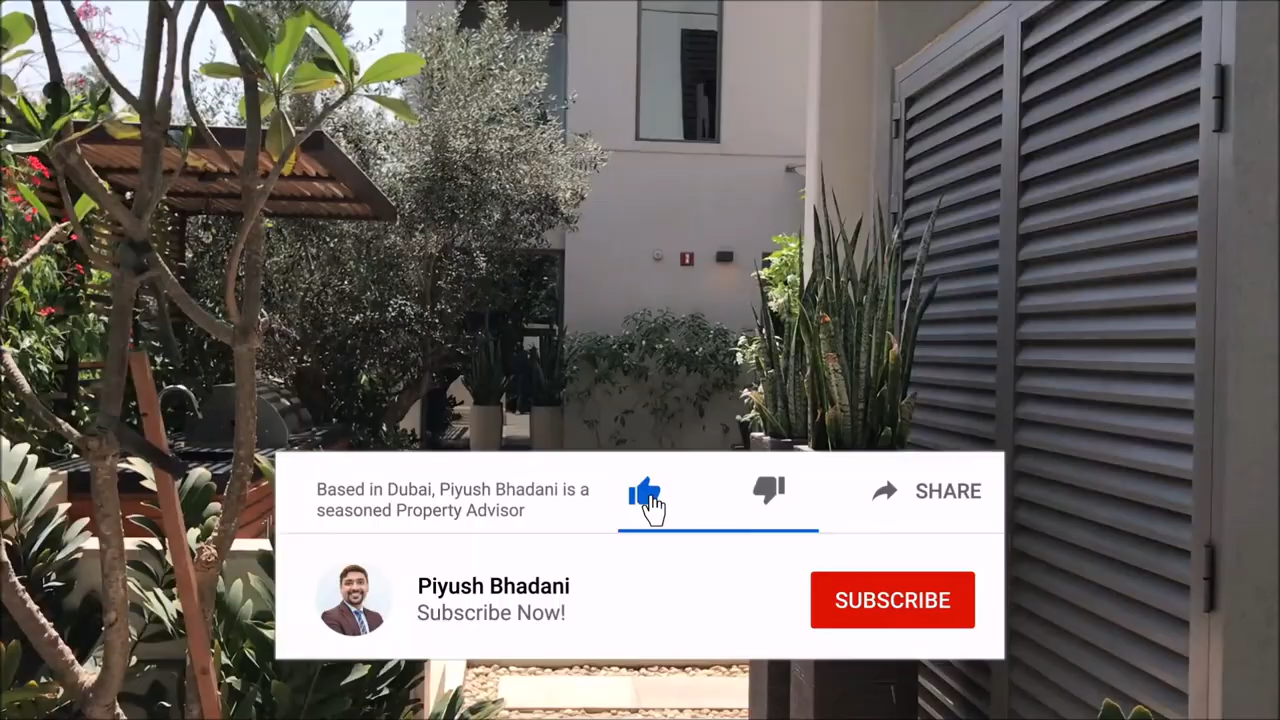 Based in Dubai, Piyush Bhadani is a
seasoned Property Advisor
SHARE
Piyush Bhadani
Subscribe Now!
SUBSCRIBE